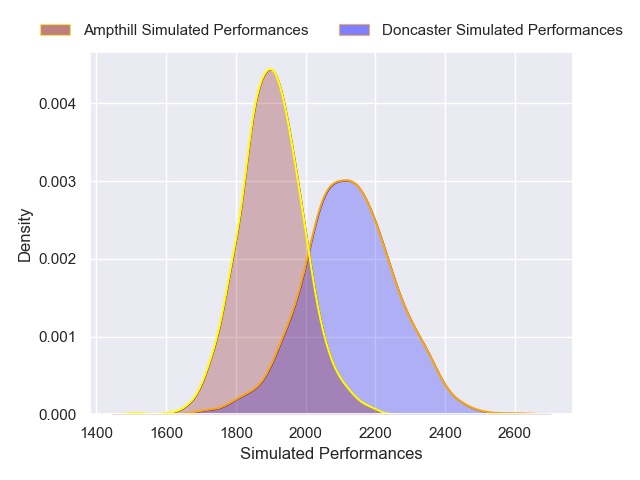 Ampthill Simulated Performances Doncaster Simulated Performances
0.004
0.003
0.002
0.001
0.000
Density
1400 1600 1800 2000 2200 2400 2600
Simulated Performances